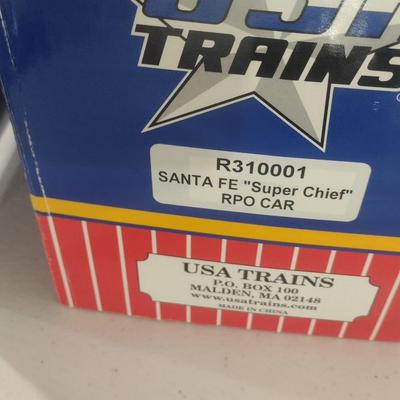 USA
TRAINS
R310001
SANTA FE "Super Chief"
RPO CAR
USA TRAINS
P.O. BOX 100
MALDEN, MA 02148
www.usatrains.com
MADE IN CHINA